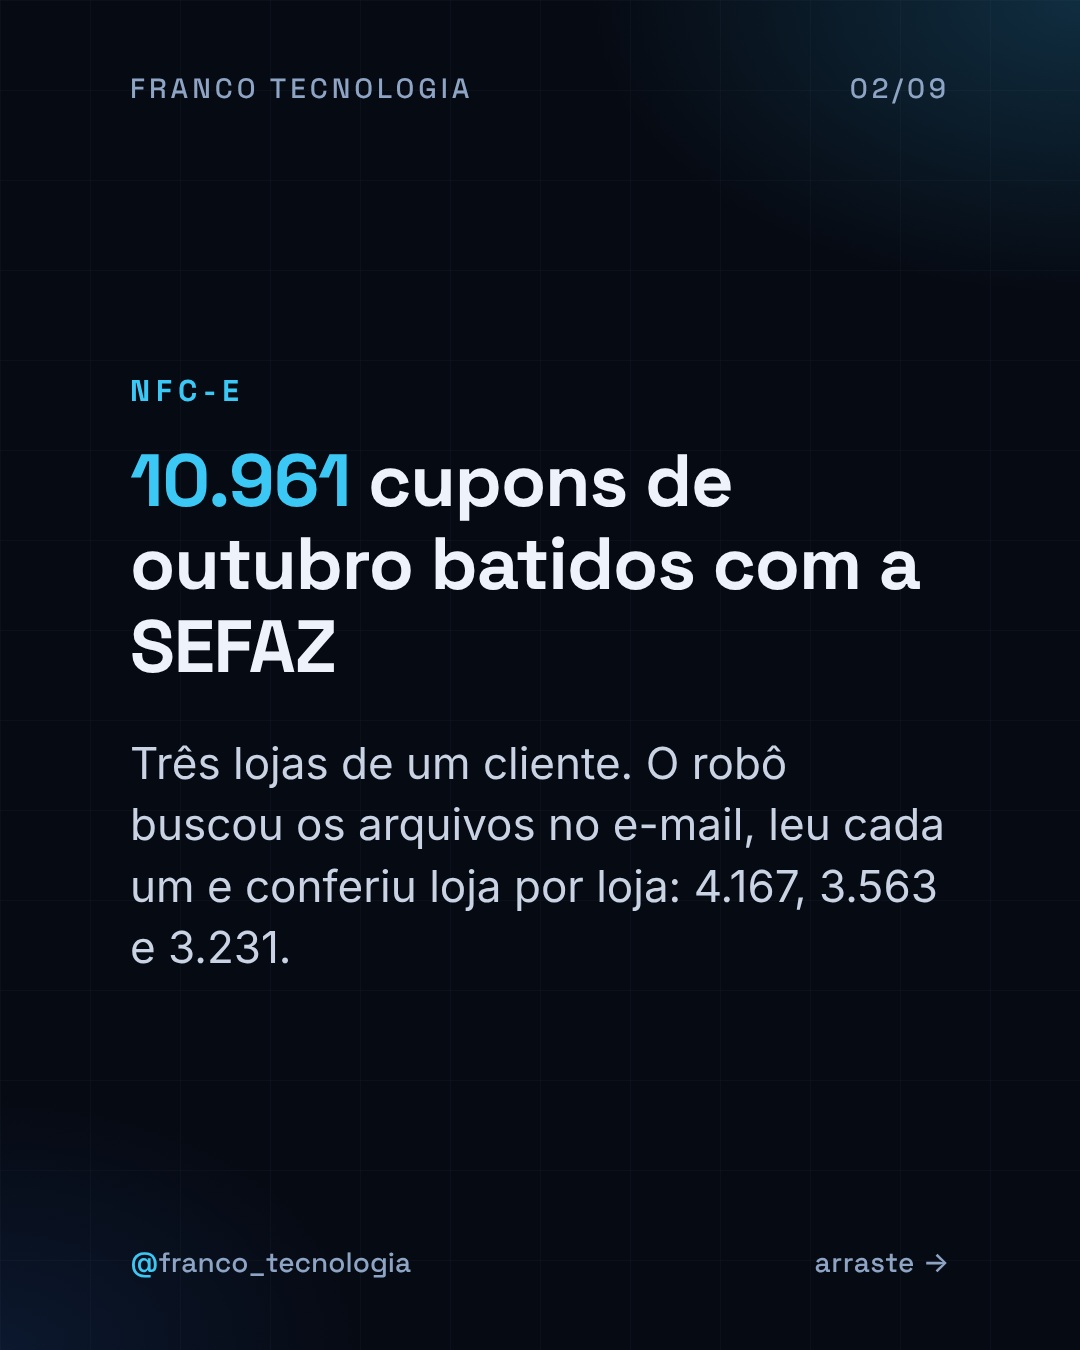 FRANCO TECNOLOGIA
02/09
NFC-E
10.961 cupons de
outubro batidos com a
SEFAZ
Três lojas de um cliente. O robô
buscou os arquivos no e-mail, leu cada
um e conferiu loja por loja: 4.167, 3.563
e 3.231.
@franco_tecnologia
arraste →